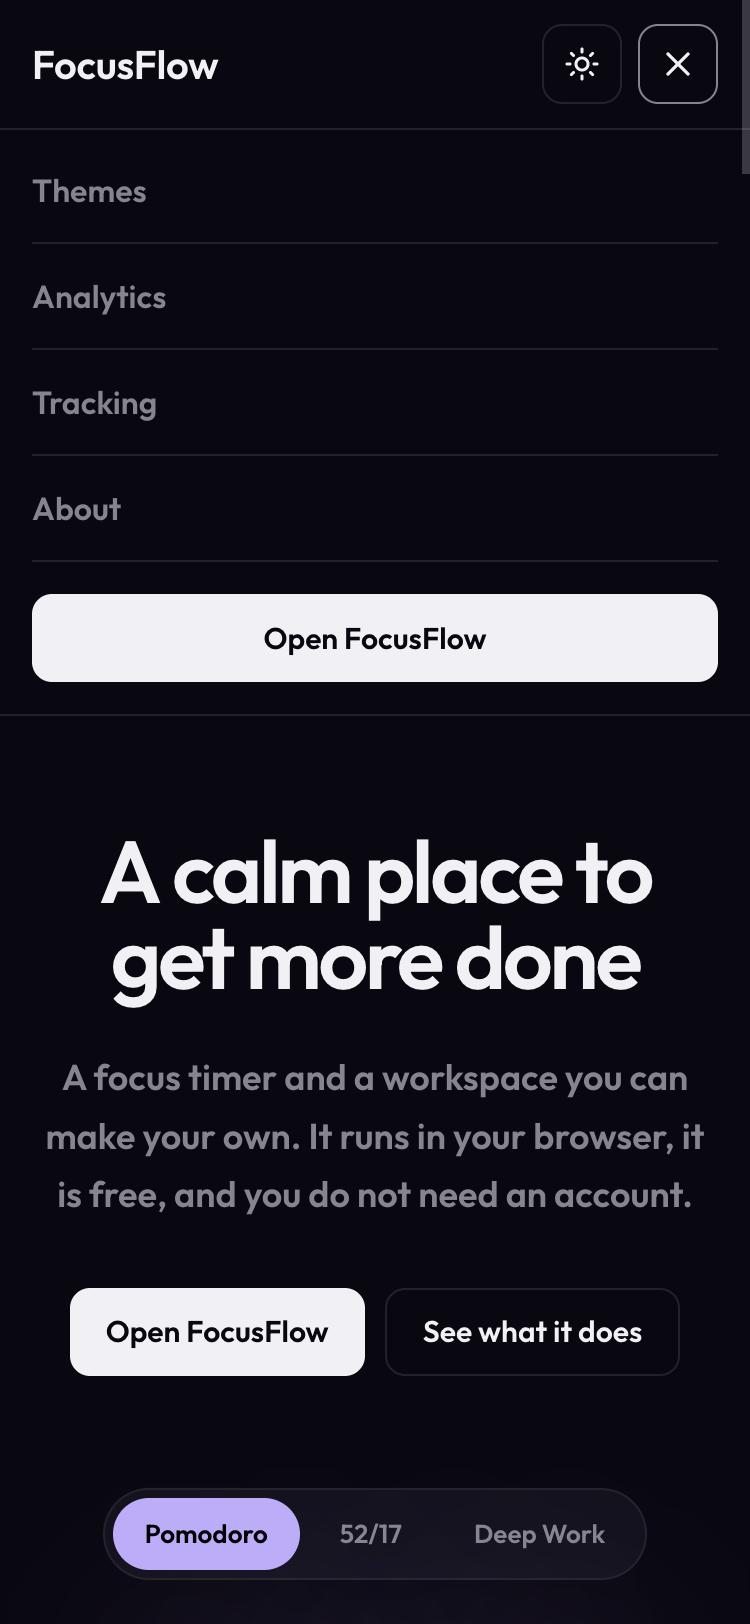 FocusFlow
Themes
Analytics
Tracking
About
Open FocusFlow
A calm place to
get more done
A focus timer and a workspace you can
make your own. It runs in your browser, it
is free, and you do not need an account.
Open FocusFlow
See what it does
Pomodoro
52/17
Deep Work